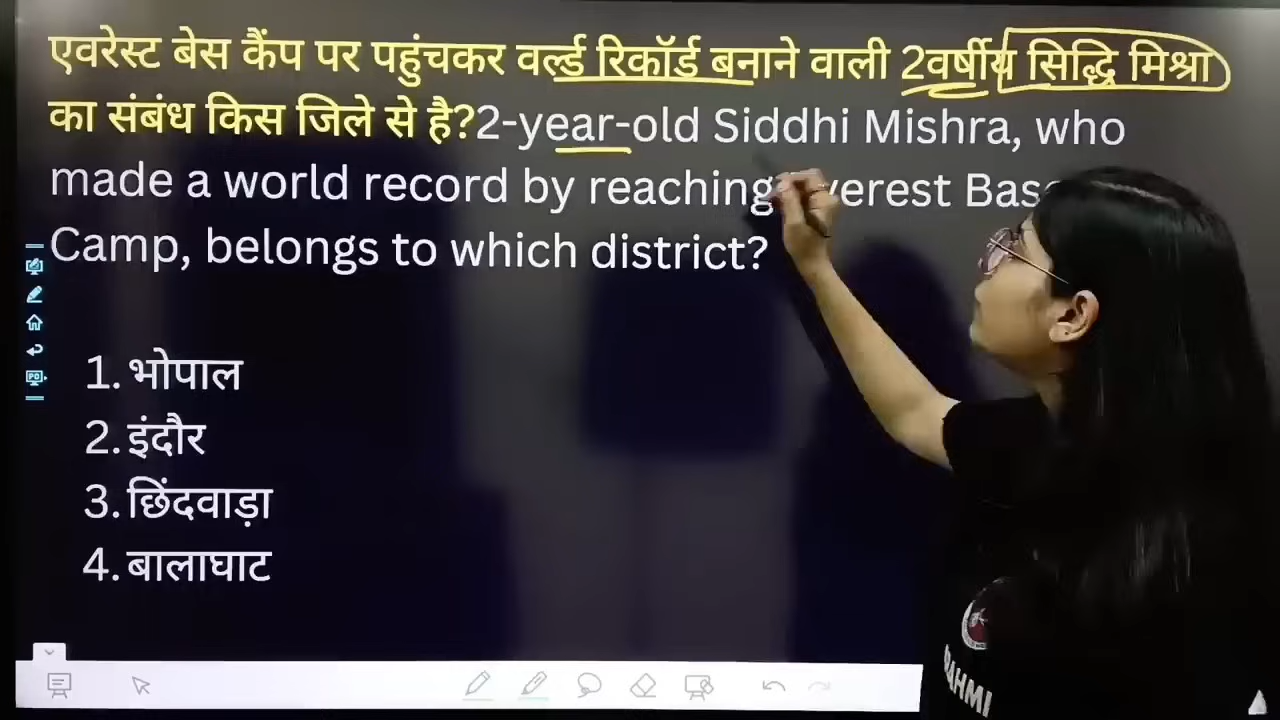 एवरेस्ट बेस कैंप पर पहुंचकर वर्ल्ड रिकॉर्ड बनाने वाली 2वर्षीय सिद्धि मिश्रा
का संबंध किस जिले से है?2-year-old Siddhi Mishra, who
made a world record by reaching
Camp, belongs to which district?
1. भोपाल
2. इंदौर
3. छिंदवाड़ा
4. बालाघाट